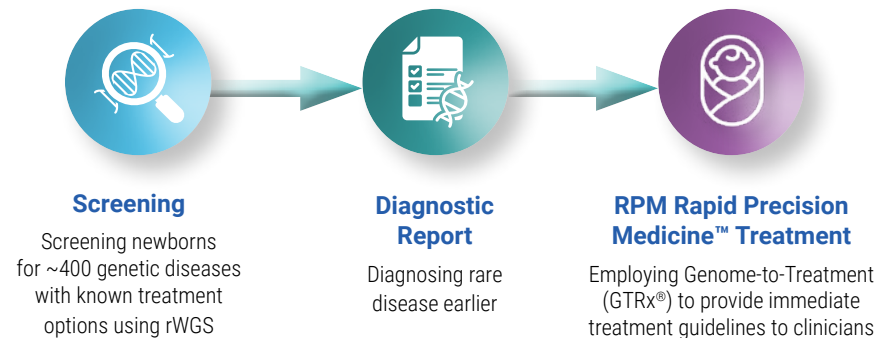 Screening
Screening newborns
for ~400 genetic diseases
with known treatment
options using rWGS
Diagnostic
Report
Diagnosing rare
disease earlier
RPM Rapid Precision
Medicine™ Treatment
Employing Genome-to-Treatment
(GTRx®) to provide immediate
treatment guidelines to clinicians